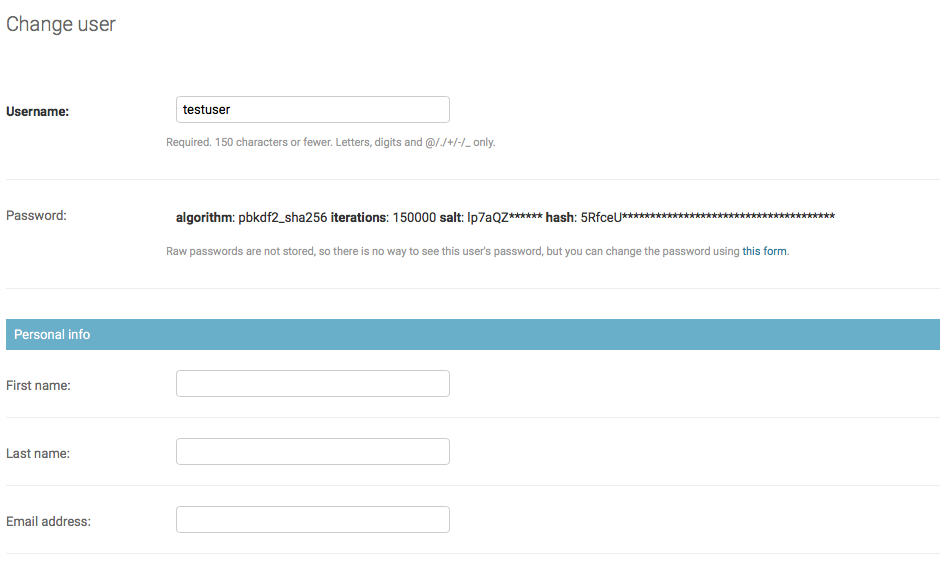 Change user
Username: testuser
Required. 150 characters or fewer. Letters, digits and @/./+/-/_ only.
Password: algorithm: pbkdf2_sha256 iterations: 150000 salt: lp7aQZ****** hash: 5RfceU**************************************
Raw passwords are not stored, so there is no way to see this user's password, but you can change the password using this form.
Personal info
First name:
Last name:
Email address: